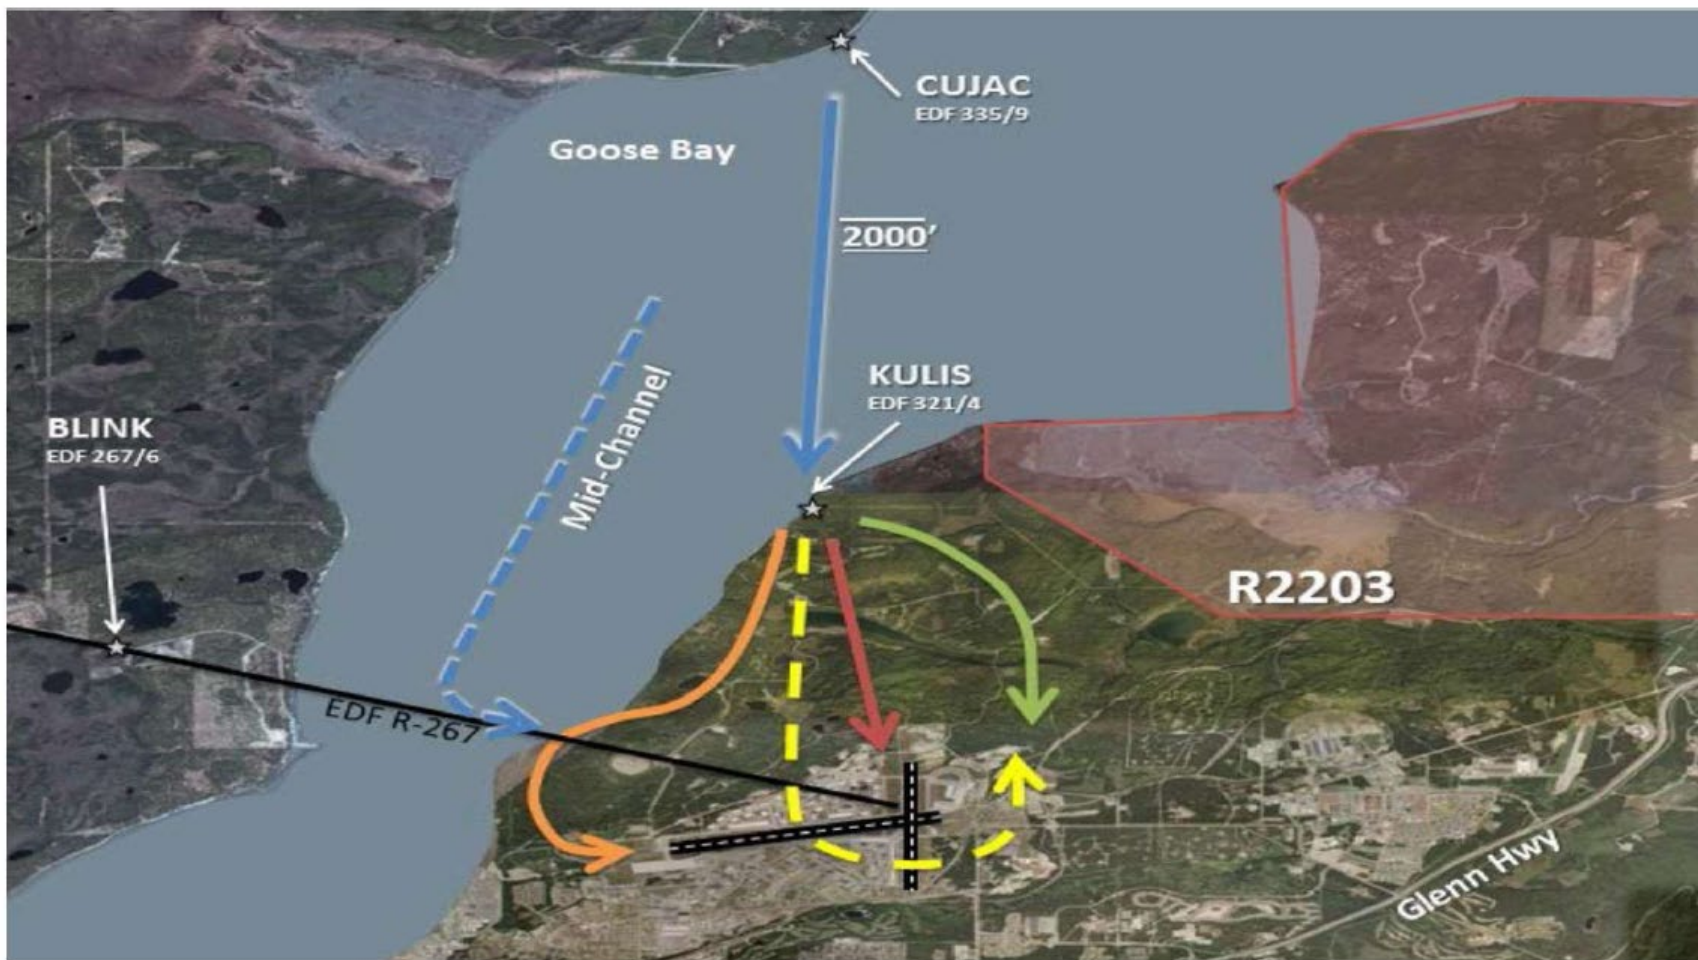 CUJAC
EDF 335/9
Goose Bay
2000'
KULIS
EDF 321/4
BLINK
EDF 267/6
Mid-Channel
R2203
EDF R-267
Glenn Hwy